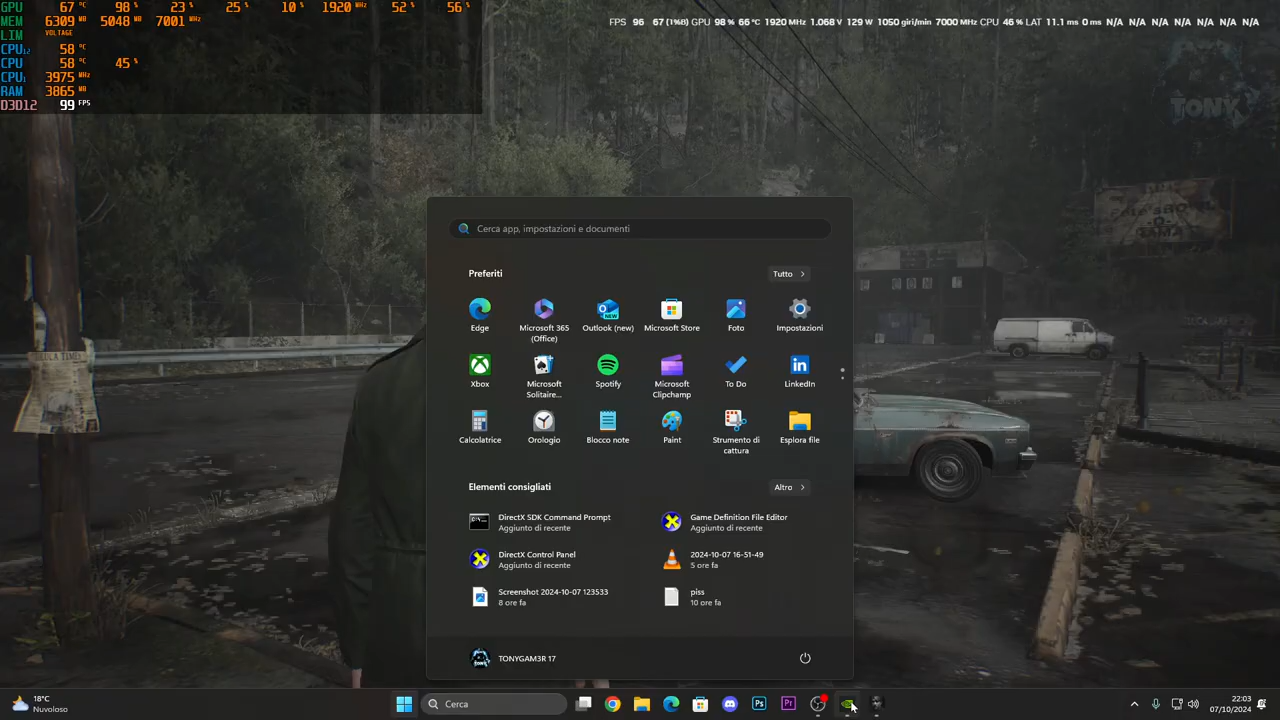 GPU 67 °C 98 % 23 % 25 % 10 % 1920 MHz 52 % 56 %
MEM 6309 MB 5048 MB 7001 MHz
LIM VOLTAGE
CPU12 58 °C
CPU 58 °C 45 %
CPU1 3975 MHz
RAM 3865 MB
D3D12 99 FPS
FPS 96 67 (1%) GPU 98 % 66 °C 1920 MHz 1.068 V 129 W 1050 giri/min 7000 MHz CPU 46 % LAT 11.1 ms 0 ms N/A N/A N/A N/A N/A N/A N/A N/A
TONY
Cerca app, impostazioni e documenti
Preferiti
Tutto
Edge
Microsoft 365 (Office)
Outlook (new)
Microsoft Store
Foto
Impostazioni
Xbox
Microsoft Solitaire...
Spotify
Microsoft Clipchamp
To Do
LinkedIn
Calcolatrice
Orologio
Blocco note
Paint
Strumento di cattura
Esplora file
Elementi consigliati
Altro
DirectX SDK Command Prompt
Aggiunto di recente
Game Definition File Editor
Aggiunto di recente
DirectX Control Panel
Aggiunto di recente
2024-10-07 16-51-49
5 ore fa
Screenshot 2024-10-07 123533
8 ore fa
piss
10 ore fa
TONYGAM3R 17
18°C
Nuvoloso
Cerca
22:03
07/10/2024